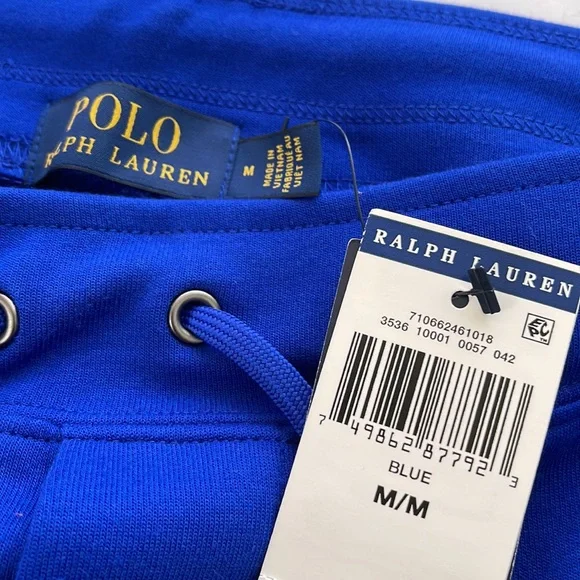 POLO
RALPH LAUREN
M
MADE IN
VIETNAM
FABRIQUÉ AU
VIÊT NAM
RALPH LAUREN
710662461018
3536 10001 0057 042
7 49862 87792 3
BLUE
M/M